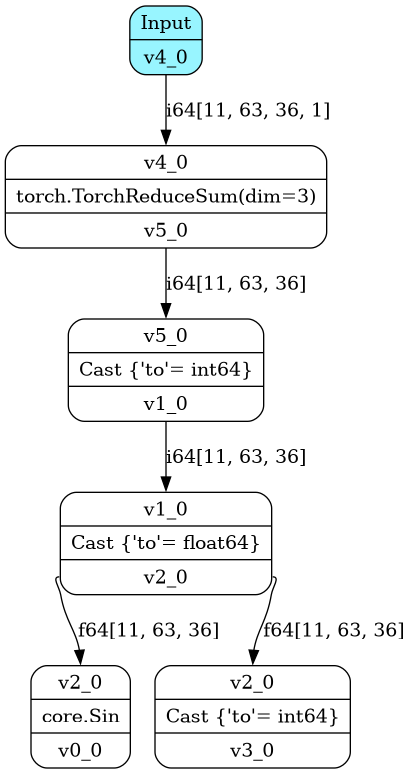 Input
v4_0
i64[11, 63, 36, 1]
v4_0
torch.TorchReduceSum(dim=3)
v5_0
i64[11, 63, 36]
v5_0
Cast {'to'= int64}
v1_0
i64[11, 63, 36]
v1_0
Cast {'to'= float64}
v2_0
f64[11, 63, 36]
f64[11, 63, 36]
v2_0
core.Sin
v0_0
v2_0
Cast {'to'= int64}
v3_0